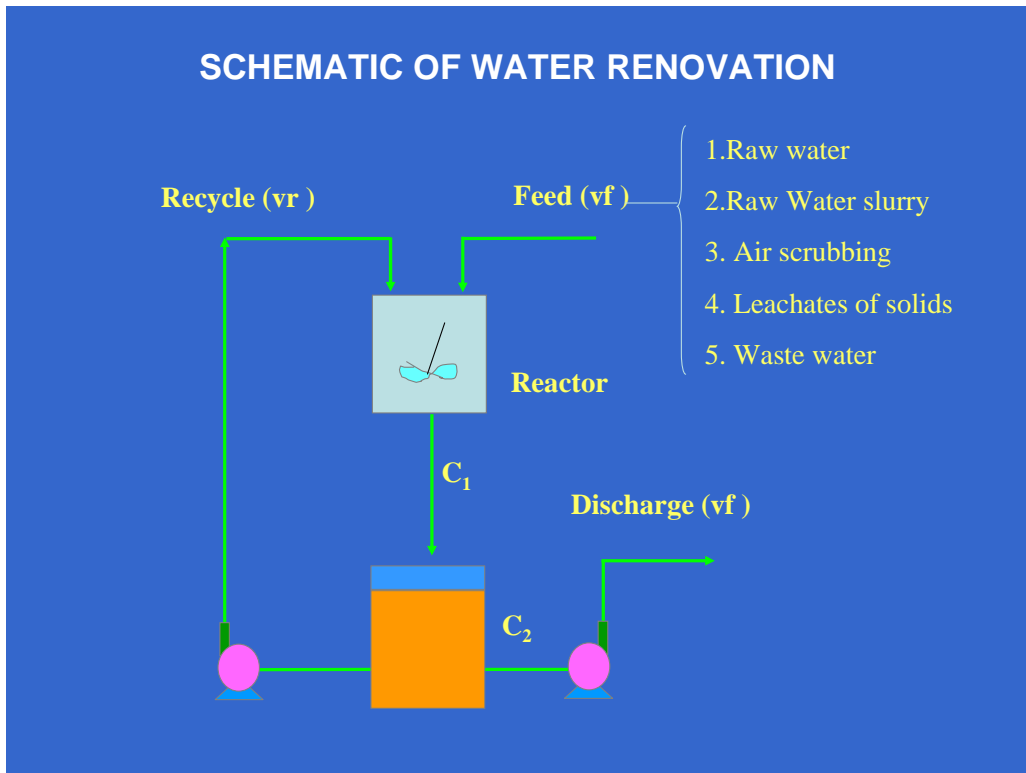 SCHEMATIC OF WATER RENOVATION
Recycle (vr )
Feed (vf )
1.Raw water
2.Raw Water slurry
3. Air scrubbing
4. Leachates of solids
5. Waste water
Reactor
C1
Discharge (vf )
C2